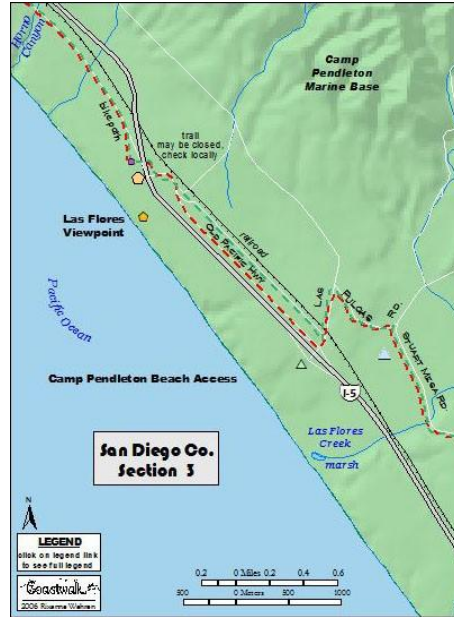 Horno
Canyon
Camp
Pendleton
Marine Base
bike path
trail
may be closed,
check locally
Las Flores
Viewpoint
railroad
OLD PACIFIC HWY
Pacific Ocean
LAS
PULGAS
RD.
STUART MESA RD.
Camp Pendleton Beach Access
I-5
San Diego Co.
Section 3
Las Flores
Creek
marsh
N
LEGEND
click on legend link
to see full legend
Coastwalk
2006 Rixanne Wehren
0.2 0 Miles 0.2 0.4 0.6
500 0 Meters 500 1000